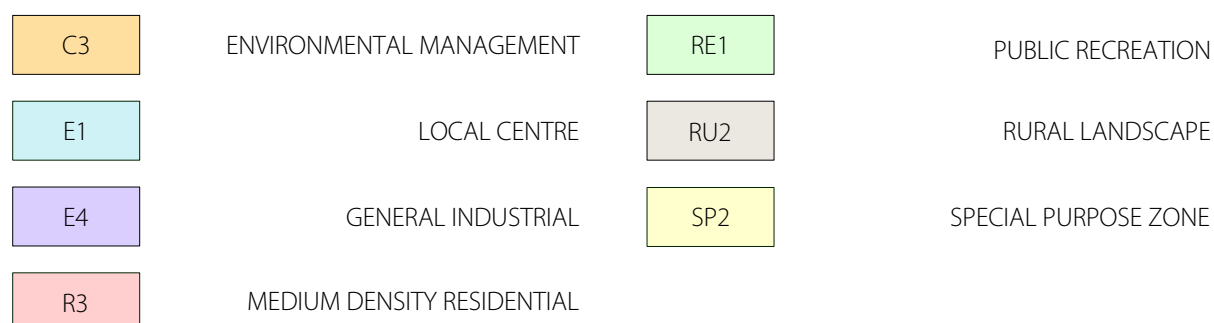 C3 ENVIRONMENTAL MANAGEMENT
E1 LOCAL CENTRE
E4 GENERAL INDUSTRIAL
R3 MEDIUM DENSITY RESIDENTIAL
RE1 PUBLIC RECREATION
RU2 RURAL LANDSCAPE
SP2 SPECIAL PURPOSE ZONE